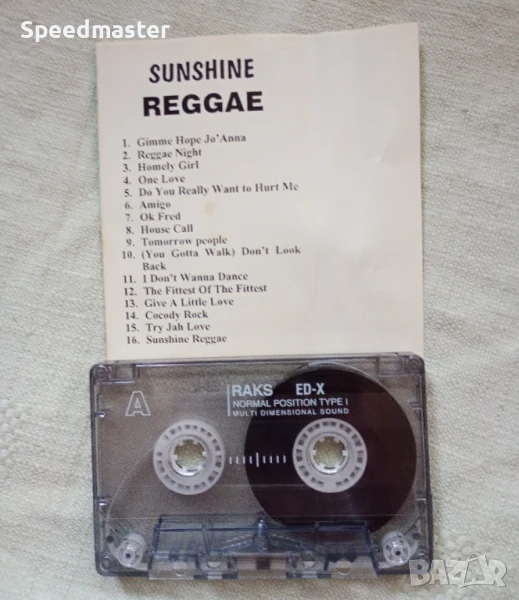 Speedmaster
SUNSHINE
REGGAE
1. Gimme Hope Jo'Anna
2. Reggae Night
3. Homely Girl
4. One Love
5. Do You Really Want to Hurt Me
6. Amigo
7. Ok Fred
8. House Call
9. Tomorrow people
10. (You Gotta Walk) Don't Look
Back
11. I Don't Wanna Dance
12. The Fittest Of The Fittest
13. Give A Little Love
14. Cocody Rock
15. Try Jah Love
16. Sunshine Reggae
A
RAKS ED-X
NORMAL POSITION TYPE I
MULTI DIMENSIONAL SOUND
BAZAR